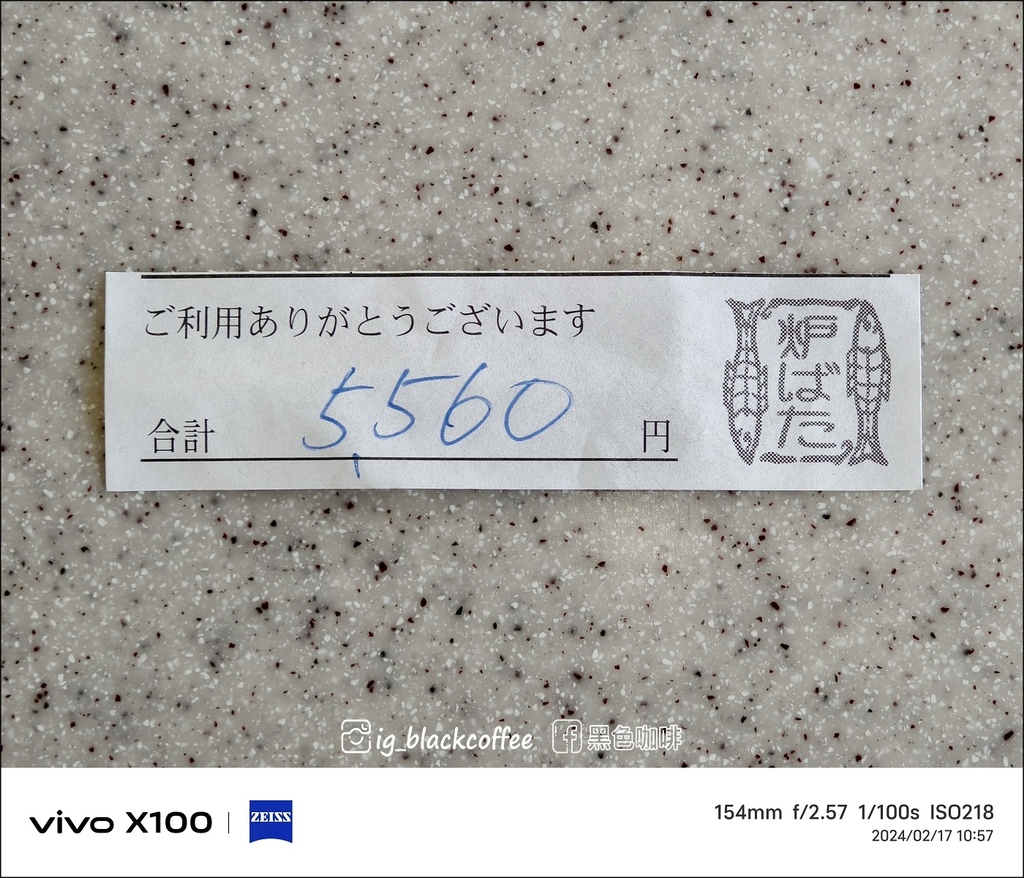 ご利用ありがとうございます
合計 5,560 円
炉ばた
ig_blackcoffee 黑色咖啡
vivo X100 ZEISS
154mm f/2.57 1/100s ISO218
2024/02/17 10:57